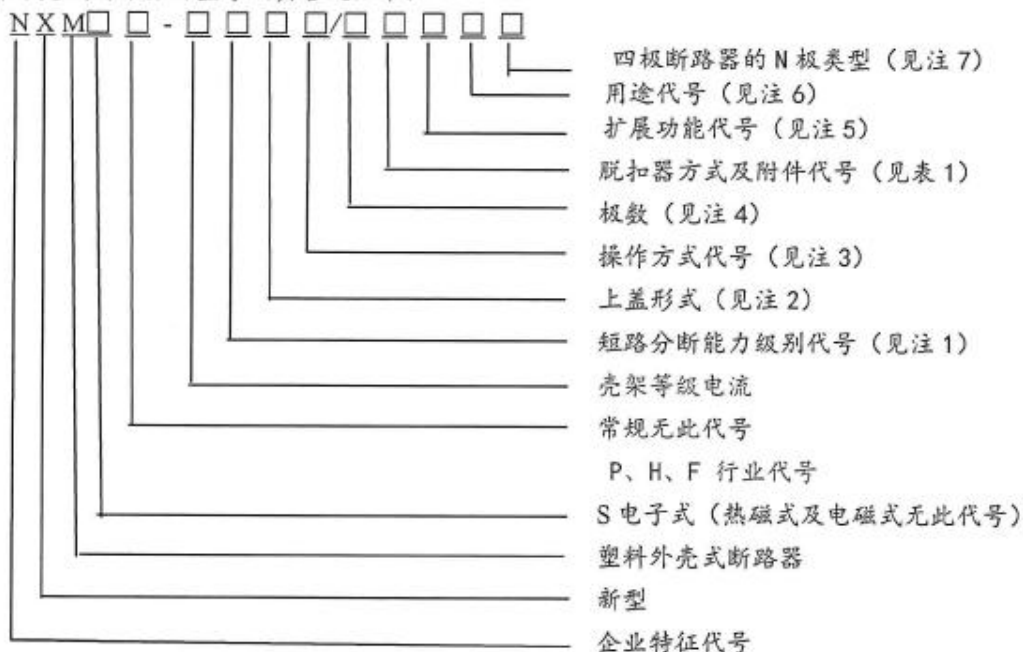 NXM□ □ - □ □ □ □/□ □ □ □ □
四极断路器的N极类型（见注7）
用途代号（见注6）
扩展功能代号（见注5）
脱扣器方式及附件代号（见表1）
极数（见注4）
操作方式代号（见注3）
上盖形式（见注2）
短路分断能力级别代号（见注1）
壳架等级电流
常规无此代号
P、H、F 行业代号
S电子式（热磁式及电磁式无此代号）
塑料外壳式断路器
新型
企业特征代号